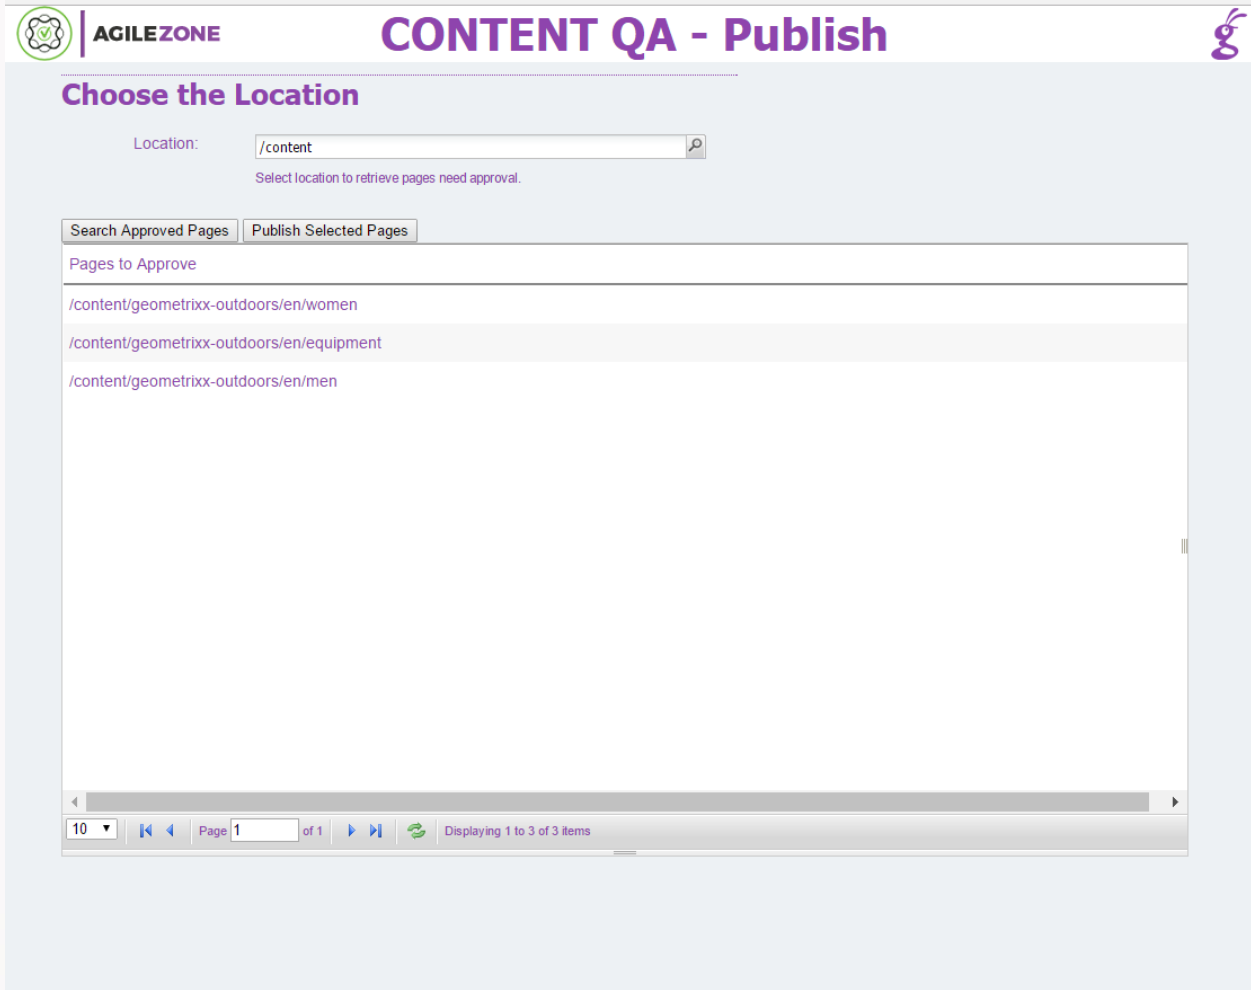 AGILEZONE
CONTENT QA - Publish
Choose the Location
Location:
/content
Select location to retrieve pages need approval.
Search Approved Pages
Publish Selected Pages
Pages to Approve
/content/geometrixx-outdoors/en/women
/content/geometrixx-outdoors/en/equipment
/content/geometrixx-outdoors/en/men
10 Page 1 of 1 Displaying 1 to 3 of 3 items